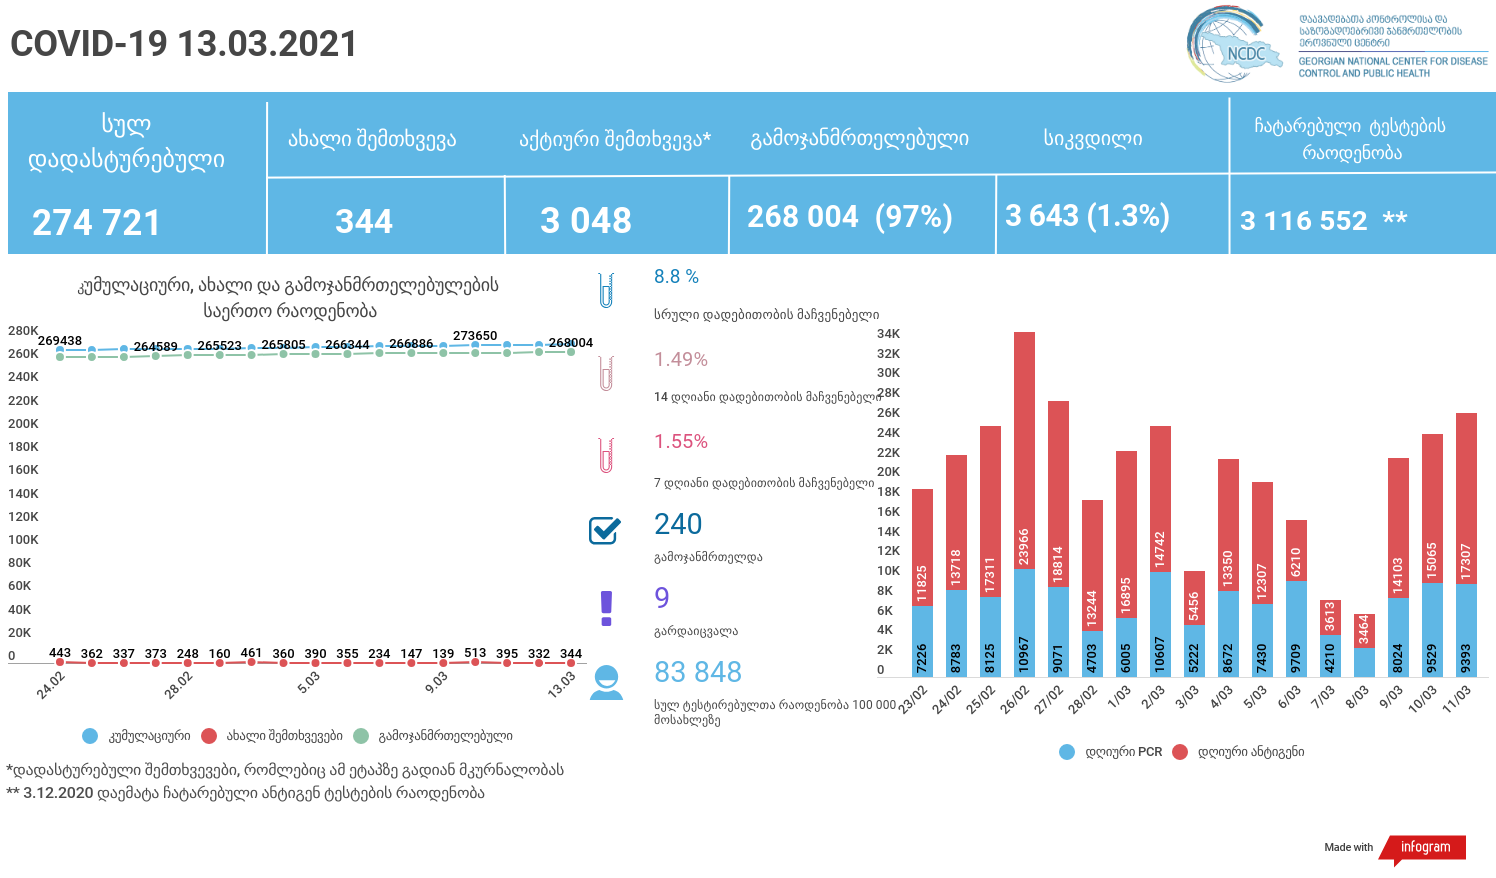 COVID-19 13.03.2021
NCDC
დაავადებათა კონტროლისა და
საზოგადოებრივი ჯანმრთელობის
ეროვნული ცენტრი
GEORGIAN NATIONAL CENTER FOR DISEASE
CONTROL AND PUBLIC HEALTH
სულ
დადასტურებული
274 721
ახალი შემთხვევა
344
აქტიური შემთხვევა*
3 048
გამოჯანმრთელებული
268 004 (97%)
სიკვდილი
3 643 (1.3%)
ჩატარებული ტესტების
რაოდენობა
3 116 552 **
კუმულაციური, ახალი და გამოჯანმრთელებულების
საერთო რაოდენობა
280K
260K
240K
220K
200K
180K
160K
140K
120K
100K
80K
60K
40K
20K
0
269438 264589 265523 265805 266344 266886 273650 268004
443 362 337 373 248 160 461 360 390 355 234 147 139 513 395 332 344
24.02 28.02 5.03 9.03 13.03
კუმულაციური ახალი შემთხვევები გამოჯანმრთელებული
*დადასტურებული შემთხვევები, რომლებიც ამ ეტაპზე გადიან მკურნალობას
** 3.12.2020 დაემატა ჩატარებული ანტიგენ ტესტების რაოდენობა
8.8 %
სრული დადებითობის მაჩვენებელი
1.49%
14 დღიანი დადებითობის მაჩვენებელი
1.55%
7 დღიანი დადებითობის მაჩვენებელი
240
გამოჯანმრთელდა
9
გარდაიცვალა
83 848
სულ ტესტირებულთა რაოდენობა 100 000
მოსახლეზე
34K
32K
30K
28K
26K
24K
22K
20K
18K
16K
14K
12K
10K
8K
6K
4K
2K
0
11825 13718 17311 23966 18814 13244 16895 14742 5456 13350 12307 6210 3613 3464 14103 15065 17307
7226 8783 8125 10967 9071 4703 6005 10607 5222 8672 7430 9709 4210 8024 9529 9393
23/02 24/02 25/02 26/02 27/02 28/02 1/03 2/03 3/03 4/03 5/03 6/03 7/03 8/03 9/03 10/03 11/03
დღიური PCR დღიური ანტიგენი
Made with infogram